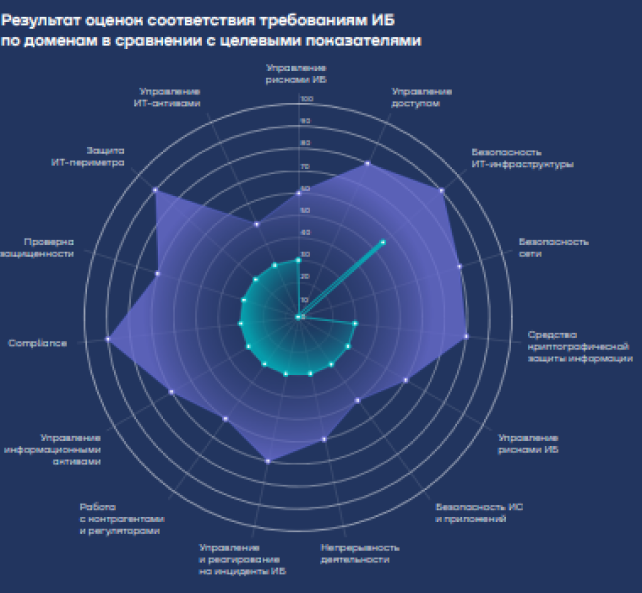 Результат оценок соответствия требованиям ИБ
по доменам в сравнении с целевыми показателями
Управление
рисками ИБ
Управление
доступом
Безопасность
ИТ-инфраструктуры
Безопасность
сети
Средства
криптографической
защиты информации
Управление
рисками ИБ
Безопасность ИС
и приложений
Непрерывность
деятельности
Управление
и реагирование
на инциденты ИБ
Работа
с контрагентами
и регуляторами
Управление
информационными
активами
Compliance
Проверка
защищенности
Защита
ИТ-периметра
Управление
ИТ-активами
100
90
80
70
60
50
40
30
20
10
0